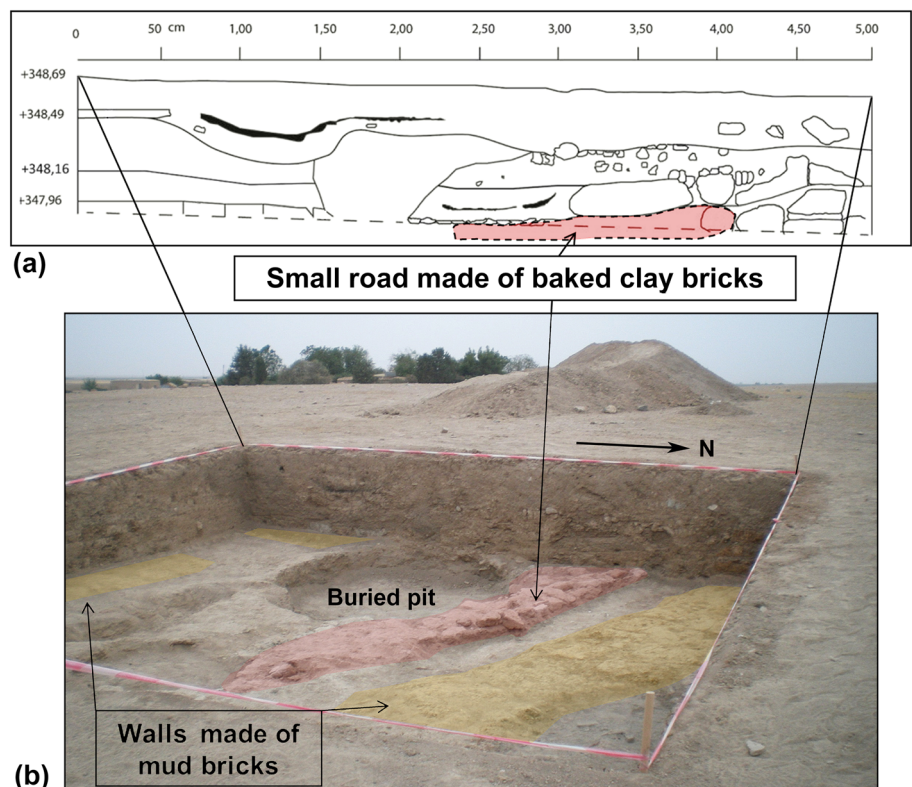 0 50 cm 1,00 1,50 2,00 2,50 3,00 3,50 4,00 4,50 5,00
+348,69
+348,49
+348,16
+347,96
(a)
Small road made of baked clay bricks
N
Buried pit
Walls made of
mud bricks
(b)